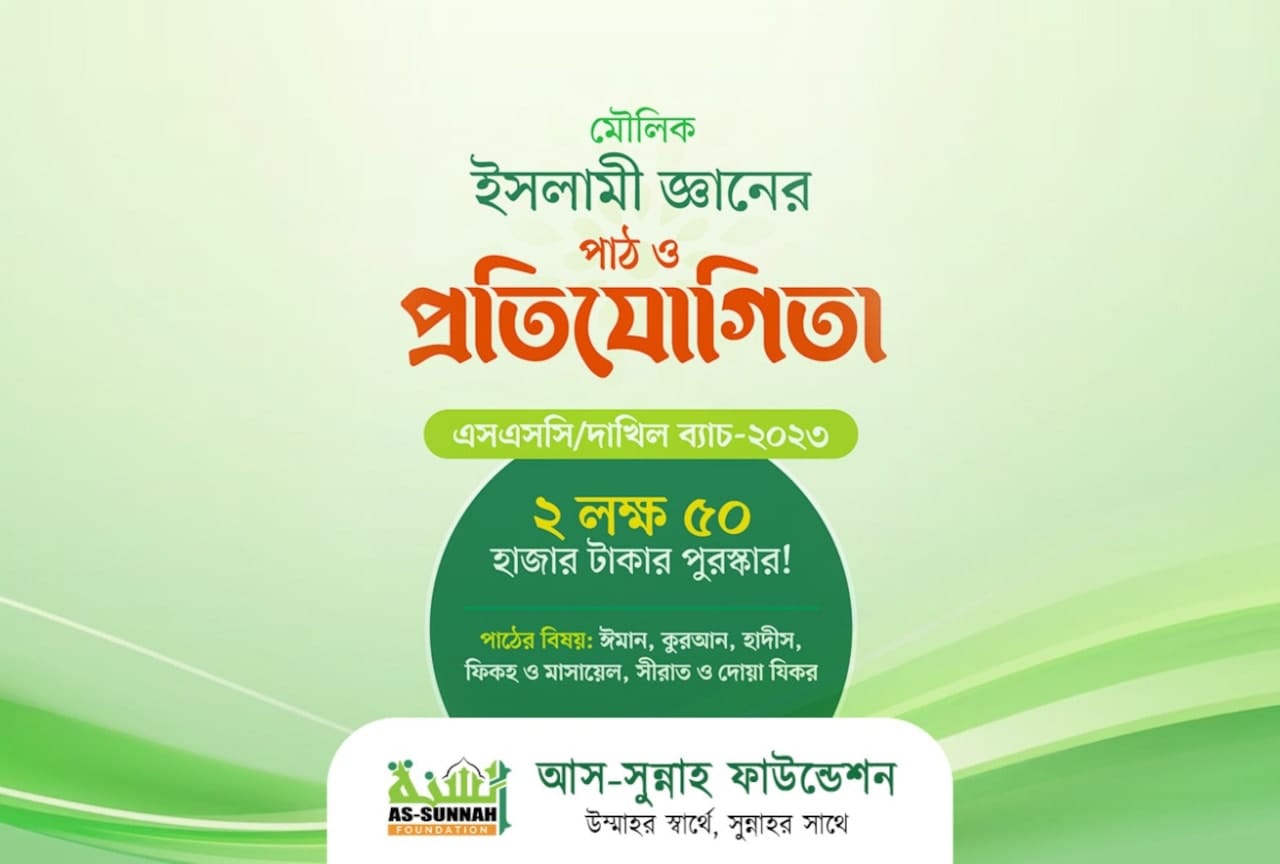 মৌলিক
ইসলামী জ্ঞানের
পাঠ ও
প্রতিযোগিতা
এসএসসি/দাখিল ব্যাচ-২০২৩
২ লক্ষ ৫০
হাজার টাকার পুরস্কার!
পাঠের বিষয়: ঈমান, কুরআন, হাদীস,
ফিকহ ও মাসায়েল, সীরাত ও দোয়া যিকর
AS-SUNNAH
FOUNDATION
আস-সুন্নাহ ফাউন্ডেশন
উম্মাহর স্বার্থে, সুন্নাহর সাথে